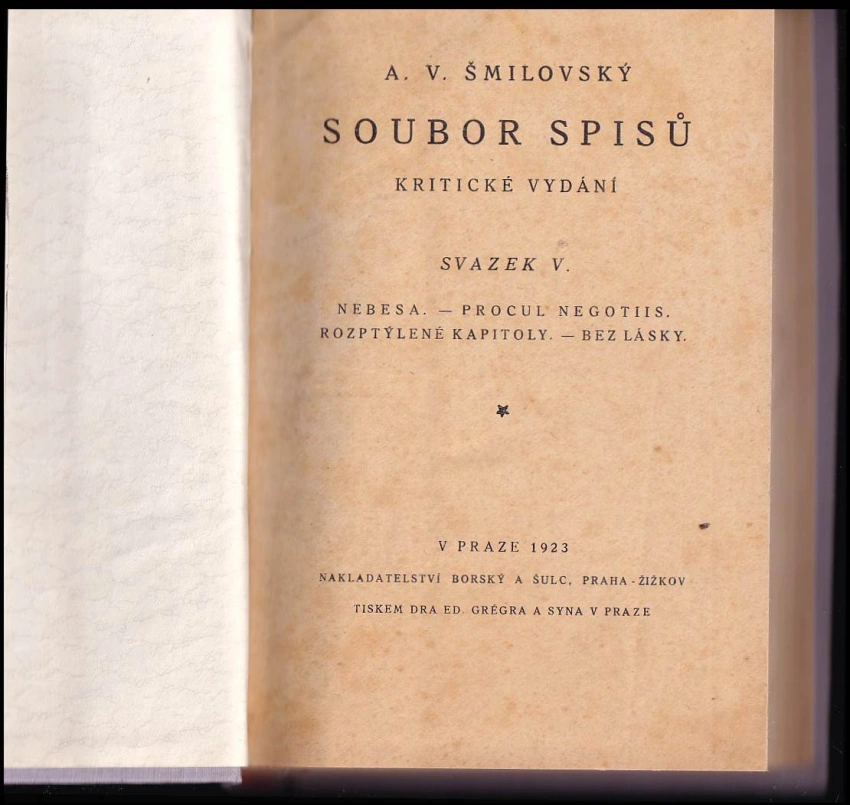 A. V. ŠMILOVSKÝ
SOUBOR SPISŮ
KRITICKÉ VYDÁNÍ
SVAZEK V.
NEBESA. — PROCUL NEGOTIIS.
ROZPTÝLENÉ KAPITOLY. — BEZ LÁSKY.
V PRAZE 1923
NAKLADATELSTVÍ BORSKÝ A ŠULC, PRAHA-ŽIŽKOV
TISKEM DRA ED. GRÉGRA A SYNA V PRAZE